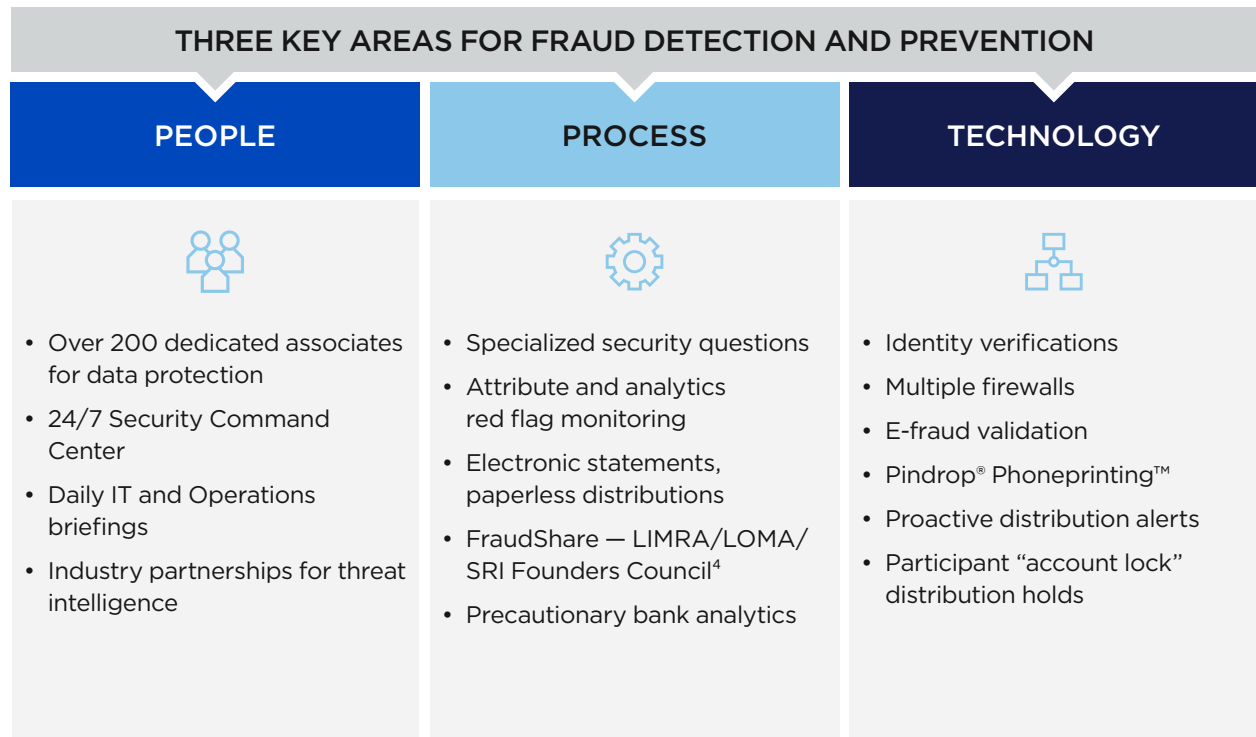 THREE KEY AREAS FOR FRAUD DETECTION AND PREVENTION
PEOPLE
• Over 200 dedicated associates
for data protection
• 24/7 Security Command
Center
• Daily IT and Operations
briefings
• Industry partnerships for threat
intelligence
PROCESS
• Specialized security questions
• Attribute and analytics
red flag monitoring
• Electronic statements,
paperless distributions
• FraudShare — LIMRA/LOMA/
SRI Founders Council⁴
• Precautionary bank analytics
TECHNOLOGY
• Identity verifications
• Multiple firewalls
• E-fraud validation
• Pindrop® Phoneprinting™
• Proactive distribution alerts
• Participant “account lock”
distribution holds